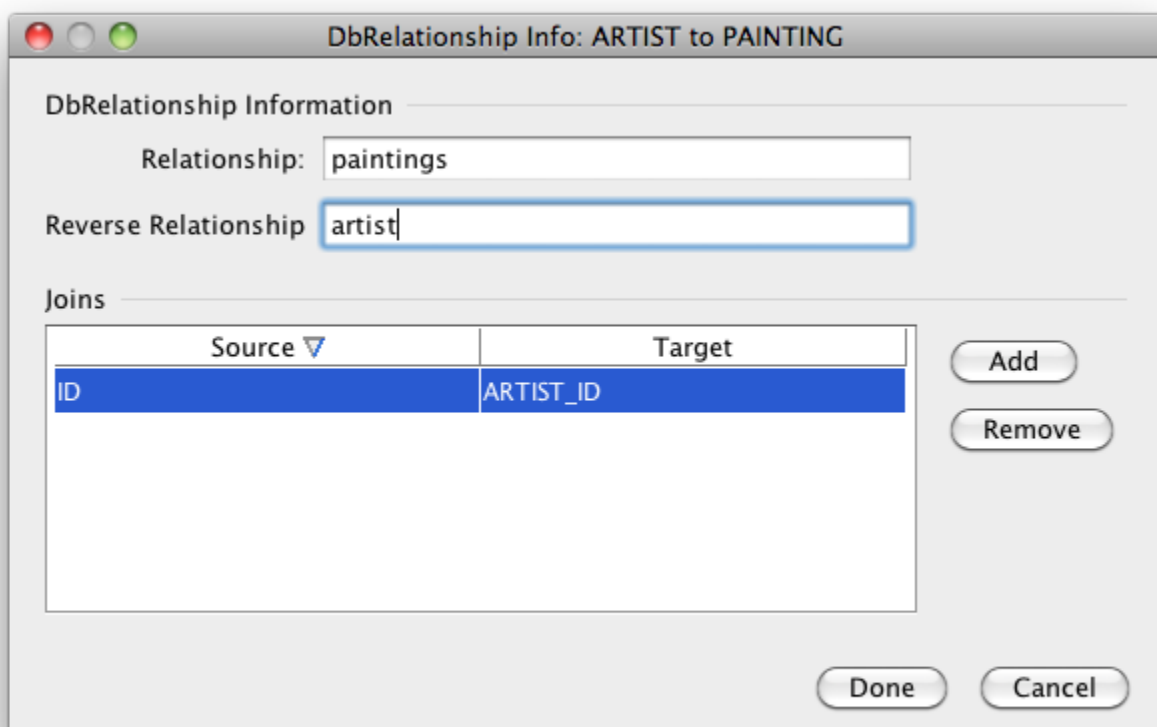 DbRelationship Info: ARTIST to PAINTING
DbRelationship Information
Relationship: paintings
Reverse Relationship artist
Joins
Source Target
ID ARTIST_ID
Add
Remove
Done Cancel